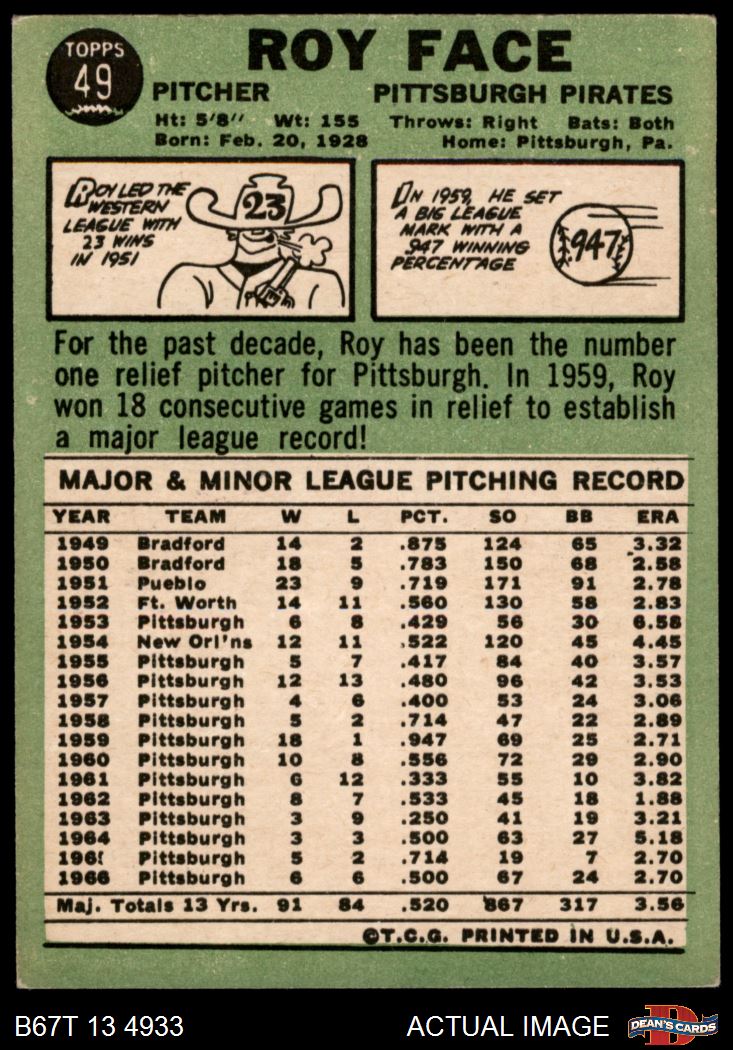 TOPPS
49
ROY FACE
PITCHER PITTSBURGH PIRATES
Ht: 5'8" Wt: 155 Throws: Right Bats: Both
Born: Feb. 20, 1928 Home: Pittsburgh, Pa.
ROY LED THE
WESTERN
LEAGUE WITH
23 WINS
IN 1951
23
IN 1959, HE SET
A BIG LEAGUE
MARK WITH A
.947 WINNING
PERCENTAGE
.947
For the past decade, Roy has been the number
one relief pitcher for Pittsburgh. In 1959, Roy
won 18 consecutive games in relief to establish
a major league record!
MAJOR & MINOR LEAGUE PITCHING RECORD
YEAR TEAM W L PCT. SO BB ERA
1949 Bradford 14 2 .875 124 65 3.32
1950 Bradford 18 5 .783 150 68 2.58
1951 Pueblo 23 9 .719 171 91 2.78
1952 Ft. Worth 14 11 .560 130 58 2.83
1953 Pittsburgh 6 8 .429 56 30 6.58
1954 New Orl'ns 12 11 .522 120 45 4.45
1955 Pittsburgh 5 7 .417 84 40 3.57
1956 Pittsburgh 12 13 .480 96 42 3.53
1957 Pittsburgh 4 6 .400 53 24 3.06
1958 Pittsburgh 5 2 .714 47 22 2.89
1959 Pittsburgh 18 1 .947 69 25 2.71
1960 Pittsburgh 10 8 .556 72 29 2.90
1961 Pittsburgh 6 12 .333 55 10 3.82
1962 Pittsburgh 8 7 .533 45 18 1.88
1963 Pittsburgh 3 9 .250 41 19 3.21
1964 Pittsburgh 3 3 .500 63 27 5.18
1965 Pittsburgh 5 2 .714 19 7 2.70
1966 Pittsburgh 6 6 .500 67 24 2.70
Maj. Totals 13 Yrs. 91 84 .520 867 317 3.56
©T.C.G. PRINTED IN U.S.A.
B67T 13 4933 ACTUAL IMAGE DEAN'S CARDS